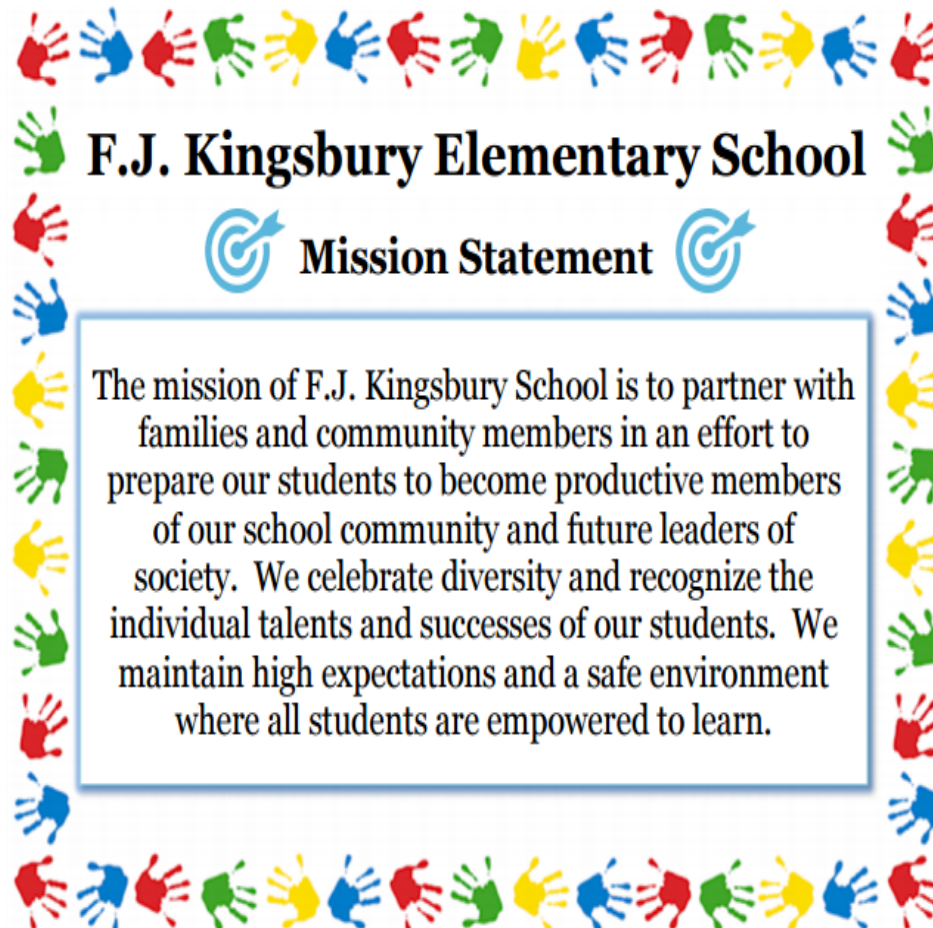 F.J. Kingsbury Elementary School
Mission Statement
The mission of F.J. Kingsbury School is to partner with
families and community members in an effort to
prepare our students to become productive members
of our school community and future leaders of
society.  We celebrate diversity and recognize the
individual talents and successes of our students.  We
maintain high expectations and a safe environment
where all students are empowered to learn.